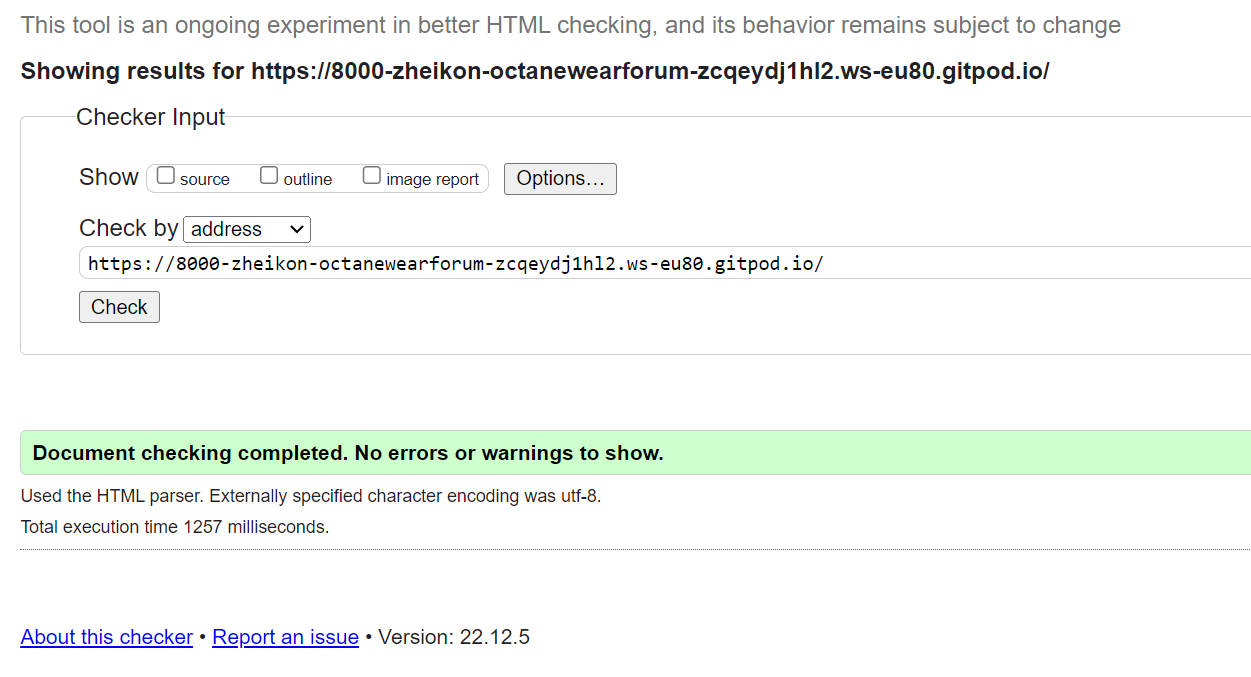 This tool is an ongoing experiment in better HTML checking, and its behavior remains subject to change
Showing results for https://8000-zheikon-octanewearforum-zcqeydj1hl2.ws-eu80.gitpod.io/
Checker Input
Show source outline image report Options...
Check by address
https://8000-zheikon-octanewearforum-zcqeydj1hl2.ws-eu80.gitpod.io/
Check
Document checking completed. No errors or warnings to show.
Used the HTML parser. Externally specified character encoding was utf-8.
Total execution time 1257 milliseconds.
About this checker • Report an issue • Version: 22.12.5